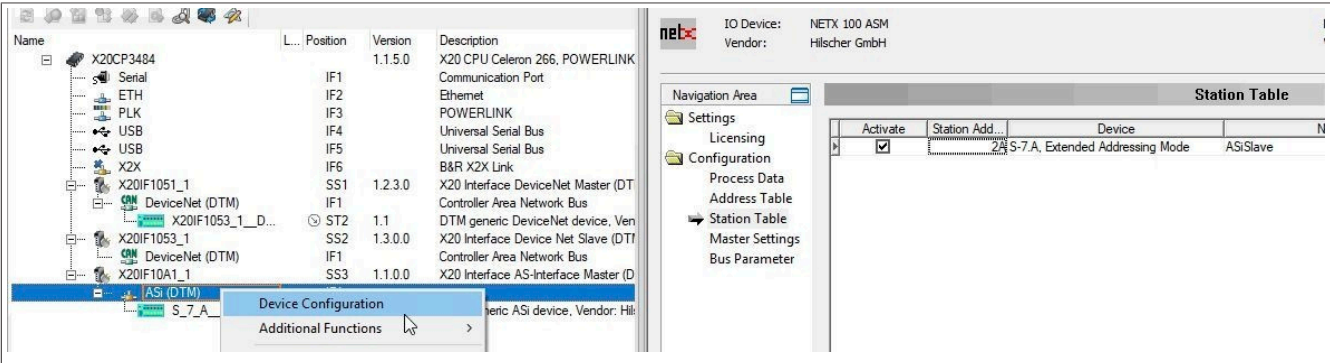 Name L... Position Version Description
X20CP3484 1.1.5.0 X20 CPU Celeron 266, POWERLINK
Serial IF1 Communication Port
ETH IF2 Ethernet
PLK IF3 POWERLINK
USB IF4 Universal Serial Bus
USB IF5 Universal Serial Bus
X2X IF6 B&R X2X Link
X20IF1051_1 SS1 1.2.3.0 X20 Interface DeviceNet Master (DT
CAN DeviceNet (DTM) IF1 Controller Area Network Bus
X20IF1053_1__D... ST2 1.1 DTM generic DeviceNet device, Ven
X20IF1053_1 SS2 1.3.0.0 X20 Interface Device Net Slave (DT
CAN DeviceNet (DTM) IF1 Controller Area Network Bus
X20IF10A1_1 SS3 1.1.0.0 X20 Interface AS-Interface Master (D
ASi (DTM)
S_7_A_ neric ASi device, Vendor: Hil
Device Configuration
Additional Functions >
netx
IO Device: NETX 100 ASM
Vendor: Hilscher GmbH
Navigation Area
Settings
Licensing
Configuration
Process Data
Address Table
Station Table
Master Settings
Bus Parameter
Station Table
Activate Station Add... Device N
2A S-7.A, Extended Addressing Mode ASiSlave